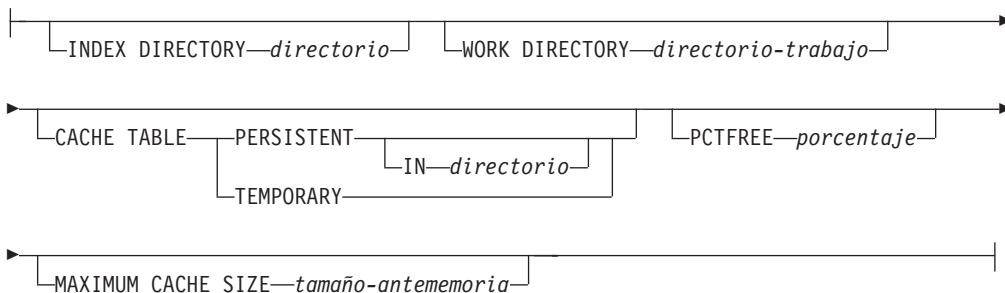 INDEX DIRECTORY directorio WORK DIRECTORY directorio-trabajo
CACHE TABLE PERSISTENT PCTFREE porcentaje
IN directorio
TEMPORARY
MAXIMUM CACHE SIZE tamaño-antememoria